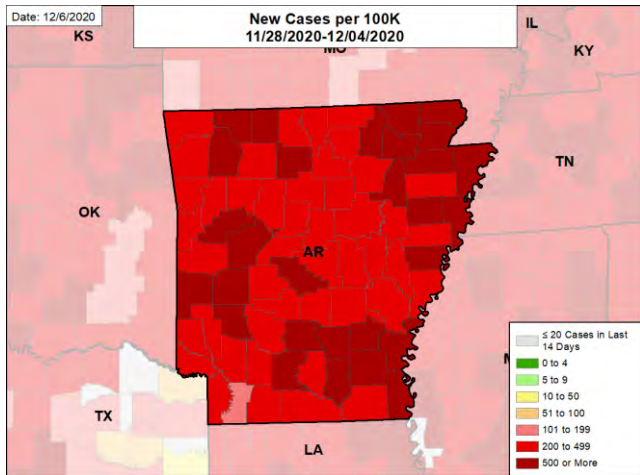 Date: 12/6/2020
New Cases per 100K
11/28/2020-12/04/2020
KS
MO
IL
KY
TN
OK
AR
TX
LA
≤ 20 Cases in Last
14 Days
0 to 4
5 to 9
10 to 50
51 to 100
101 to 199
200 to 499
500 or More